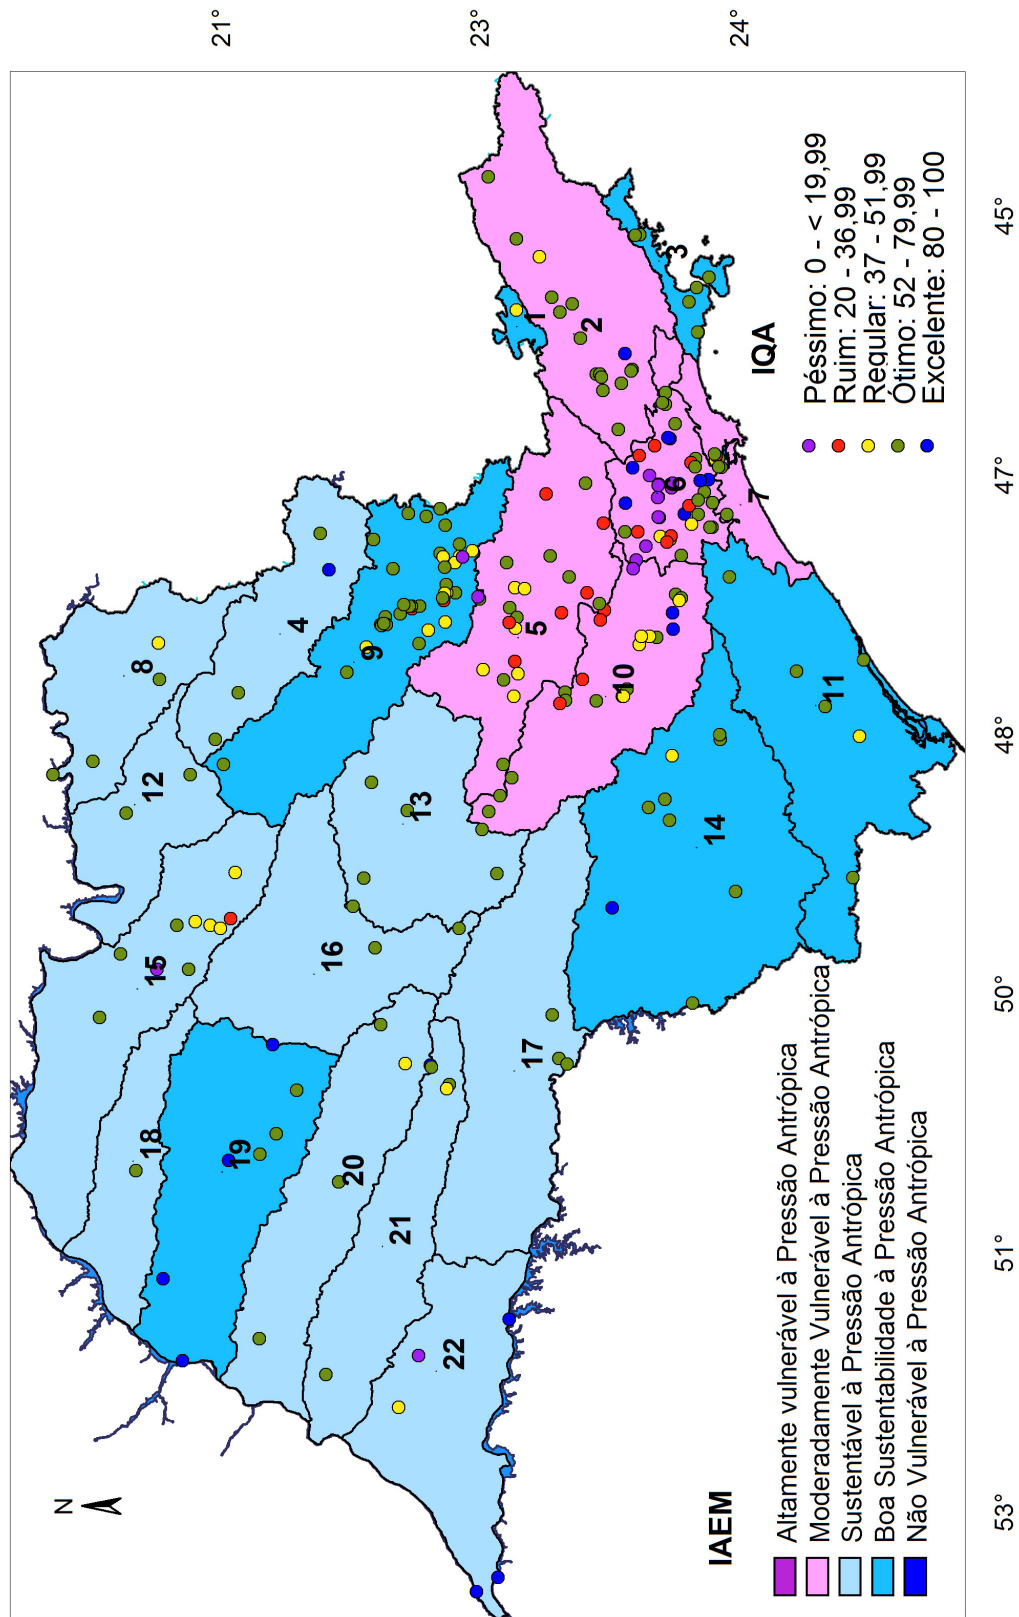 N
21°
23°
24°
8
18
15
12
19
4
16
20
9
21
13
22
17
5
1
2
10
6
3
14
7
11
IAEM
Altamente vulnerável à Pressão Antrópica
Moderadamente Vulnerável à Pressão Antrópica
Sustentável à Pressão Antrópica
Boa Sustentabilidade à Pressão Antrópica
Não Vulnerável à Pressão Antrópica
IQA
Péssimo: 0 - < 19,99
Ruim: 20 - 36,99
Reqular: 37 - 51,99
Ótimo: 52 - 79,99
Excelente: 80 - 100
53°
51°
50°
48°
47°
45°